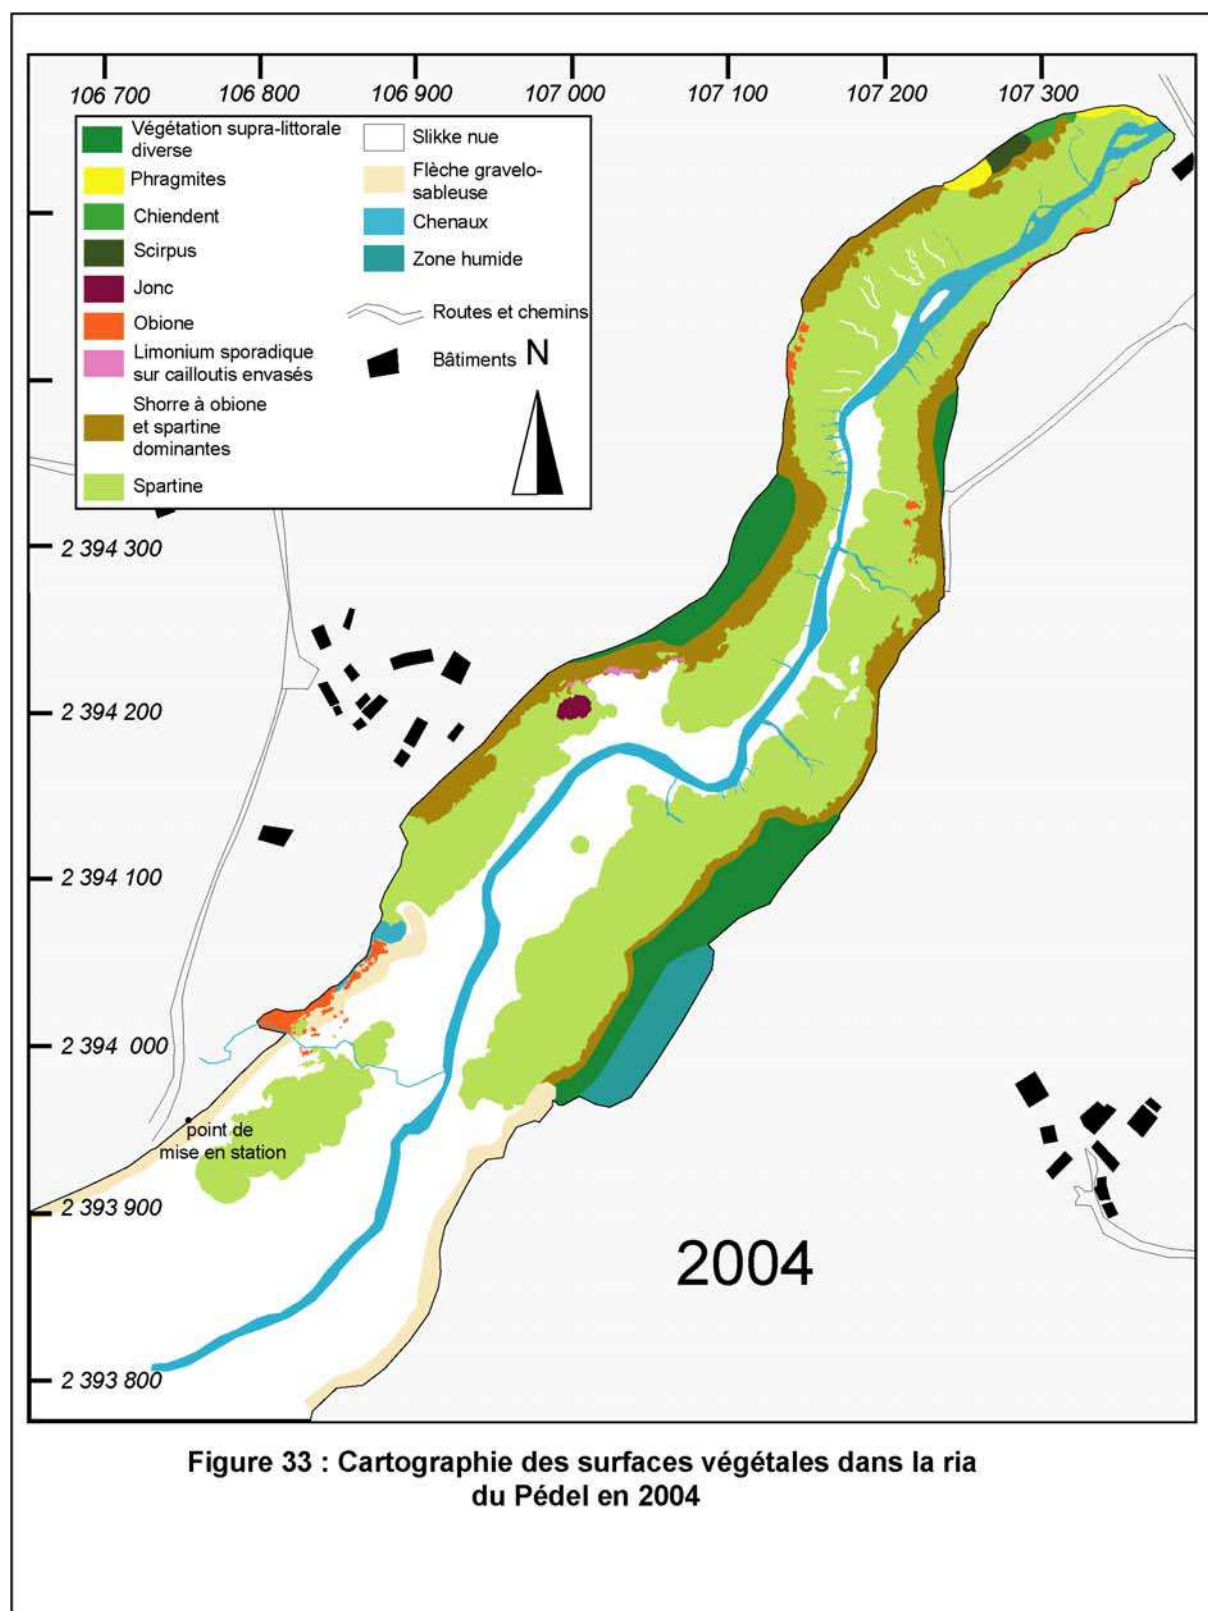 106 700
106 800
106 900
107 000
107 100
107 200
107 300
Végétation supra-littorale
diverse
Phragmites
Chiendent
Scirpus
Jonc
Obione
Limonium sporadique
sur cailloutis envasés
Shorre à obione
et spartine
dominantes
Spartine
Slikke nue
Flèche gravelo-
sableuse
Chenaux
Zone humide
Routes et chemins
Bâtiments
N
2 394 300
2 394 200
2 394 100
2 394 000
point de
mise en station
2 393 900
2 393 800
2004
Figure 33 : Cartographie des surfaces végétales dans la ria
du Pédel en 2004